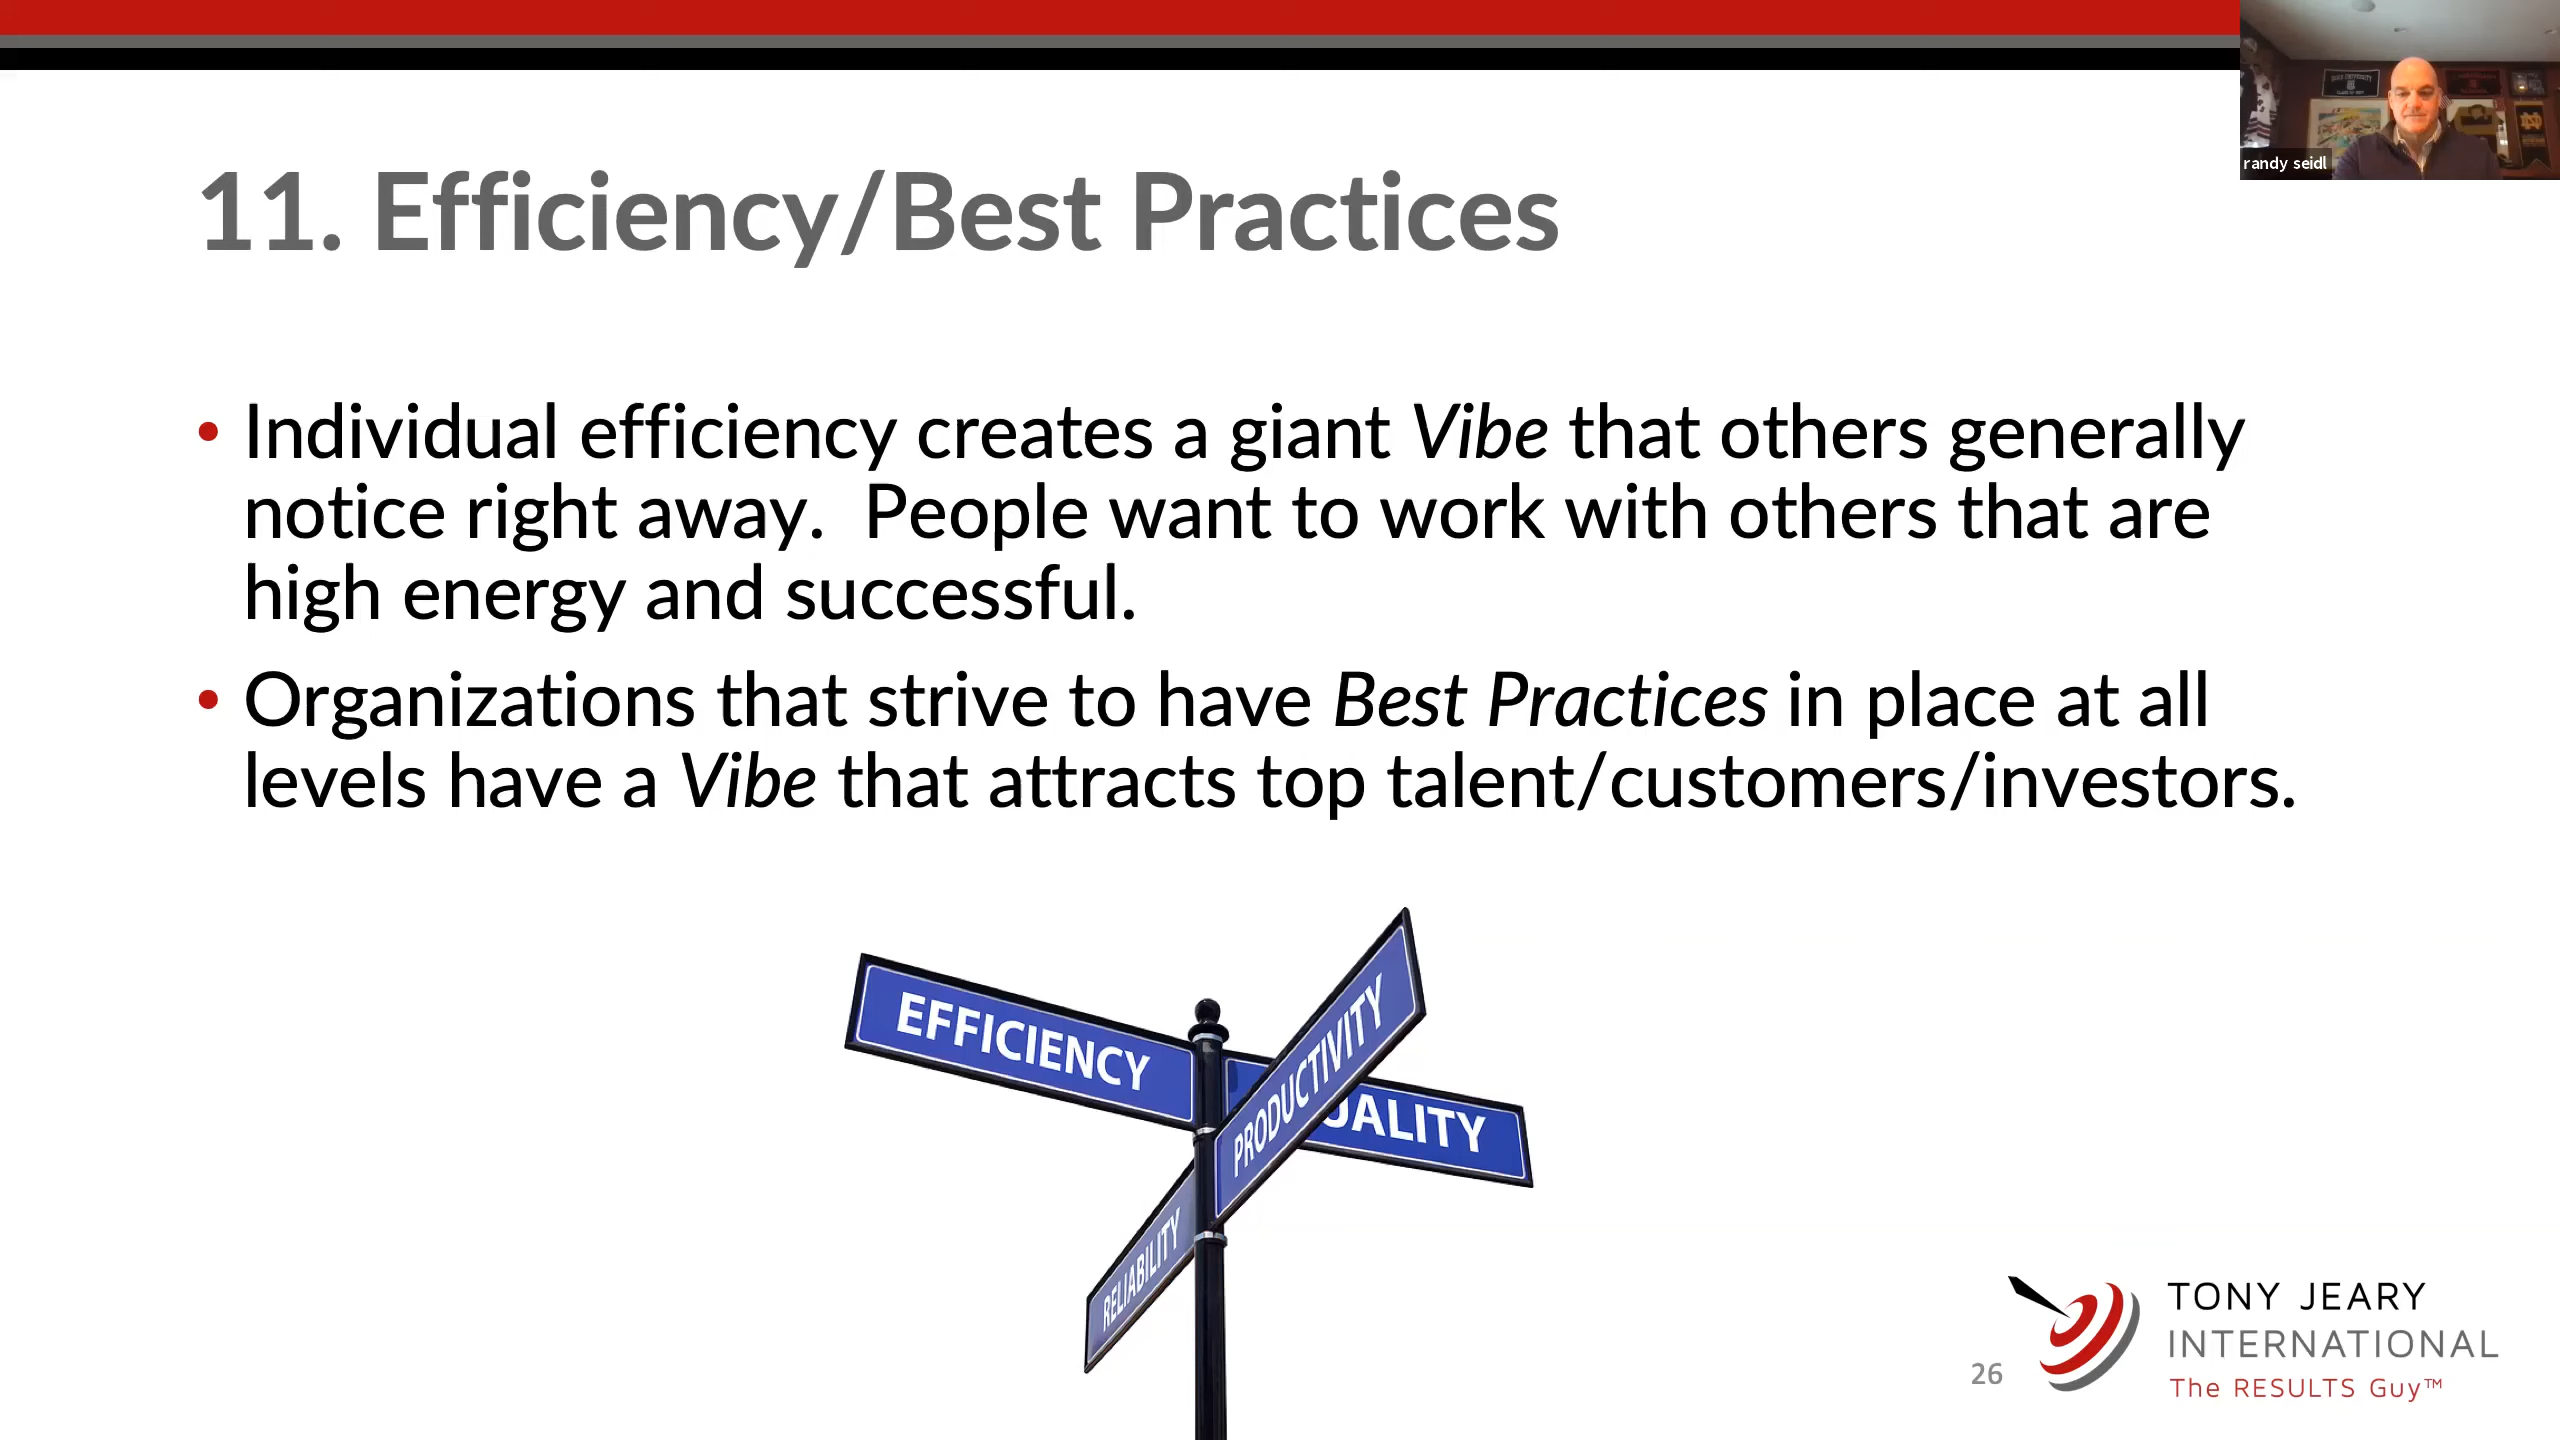 randy seidl
11. Efficiency/Best Practices
• Individual efficiency creates a giant Vibe that others generally
notice right away.  People want to work with others that are
high energy and successful.
• Organizations that strive to have Best Practices in place at all
levels have a Vibe that attracts top talent/customers/investors.
EFFICIENCY
PRODUCTIVITY
UALITY
RELIABILITY
TONY JEARY
INTERNATIONAL
The RESULTS Guy™
26